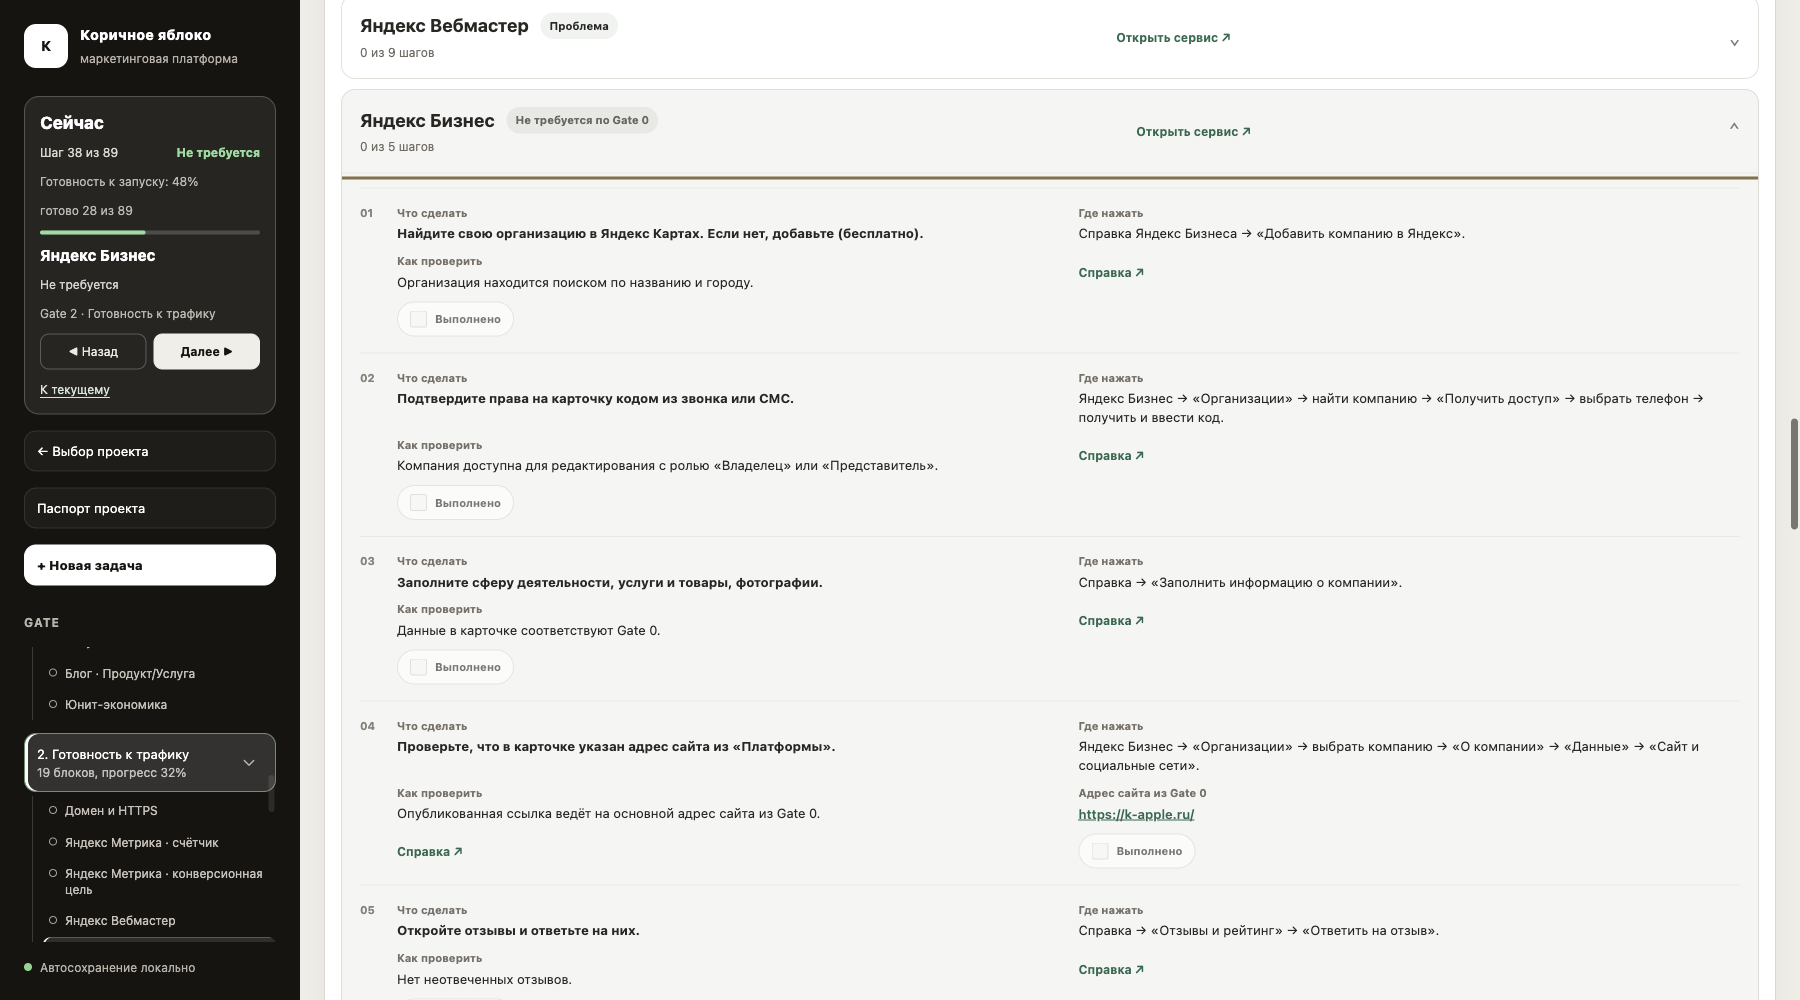 К
Коричное яблоко
маркетинговая платформа
Сейчас
Шаг 38 из 89
Не требуется
Готовность к запуску: 48%
готово 28 из 89
Яндекс Бизнес
Не требуется
Gate 2 · Готовность к трафику
◀ Назад
Далее ▶
К текущему
← Выбор проекта
Паспорт проекта
+ Новая задача
GATE
Блог · Продукт/Услуга
Юнит-экономика
2. Готовность к трафику
19 блоков, прогресс 32%
Домен и HTTPS
Яндекс Метрика · счётчик
Яндекс Метрика · конверсионная
цель
Яндекс Вебмастер
Автосохранение локально
Яндекс Вебмастер
Проблема
0 из 9 шагов
Открыть сервис ↗
Яндекс Бизнес
Не требуется по Gate 0
0 из 5 шагов
Открыть сервис ↗
01
Что сделать
Найдите свою организацию в Яндекс Картах. Если нет, добавьте (бесплатно).
Как проверить
Организация находится поиском по названию и городу.
Выполнено
Где нажать
Справка Яндекс Бизнеса → «Добавить компанию в Яндекс».
Справка ↗
02
Что сделать
Подтвердите права на карточку кодом из звонка или СМС.
Как проверить
Компания доступна для редактирования с ролью «Владелец» или «Представитель».
Выполнено
Где нажать
Яндекс Бизнес → «Организации» → найти компанию → «Получить доступ» → выбрать телефон →
получить и ввести код.
Справка ↗
03
Что сделать
Заполните сферу деятельности, услуги и товары, фотографии.
Как проверить
Данные в карточке соответствуют Gate 0.
Выполнено
Где нажать
Справка → «Заполнить информацию о компании».
Справка ↗
04
Что сделать
Проверьте, что в карточке указан адрес сайта из «Платформы».
Как проверить
Опубликованная ссылка ведёт на основной адрес сайта из Gate 0.
Справка ↗
Где нажать
Яндекс Бизнес → «Организации» → выбрать компанию → «О компании» → «Данные» → «Сайт и
социальные сети».
Адрес сайта из Gate 0
https://k-apple.ru/
Выполнено
05
Что сделать
Откройте отзывы и ответьте на них.
Как проверить
Нет неотвеченных отзывов.
Где нажать
Справка → «Отзывы и рейтинг» → «Ответить на отзыв».
Справка ↗